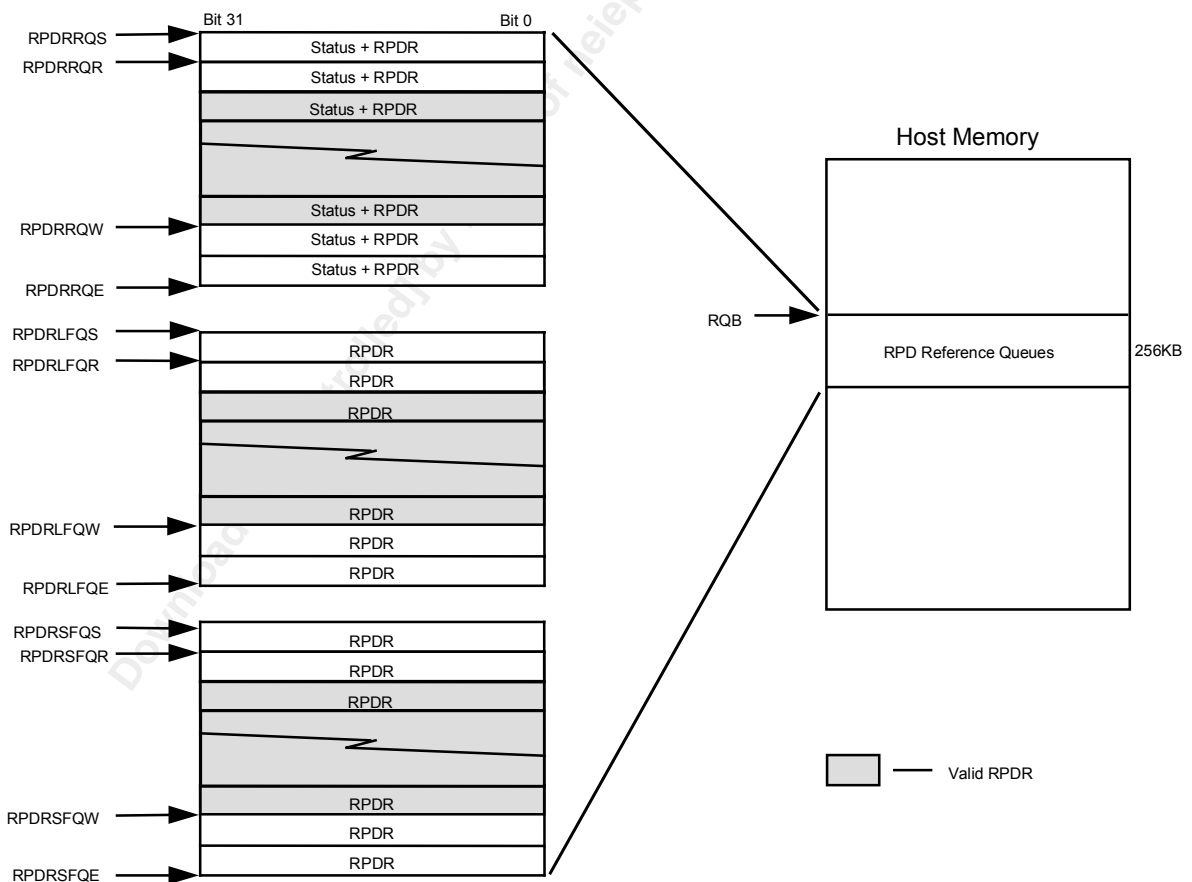 Bit 31
Bit 0
RPDRRQS
RPDRRQR
Status + RPDR
Status + RPDR
Status + RPDR
Status + RPDR
RPDRRQW
Status + RPDR
Status + RPDR
RPDRRQE
RPDRLFQS
RPDRLFQR
RPDR
RPDR
RPDR
RPDR
RPDRLFQW
RPDR
RPDR
RPDRLFQE
RPDRSFQS
RPDRSFQR
RPDR
RPDR
RPDR
RPDR
RPDRSFQW
RPDR
RPDR
RPDRSFQE
Host Memory
RQB
RPD Reference Queues
256KB
Valid RPDR